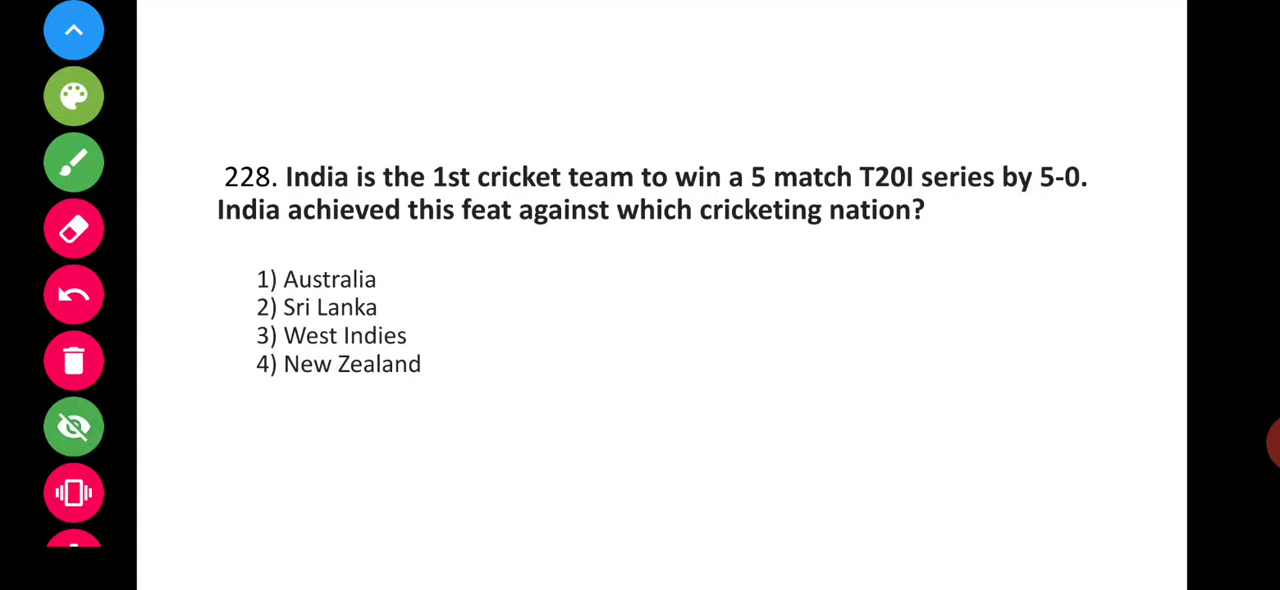 228. India is the 1st cricket team to win a 5 match T20I series by 5-0.
India achieved this feat against which cricketing nation?
1) Australia
2) Sri Lanka
3) West Indies
4) New Zealand